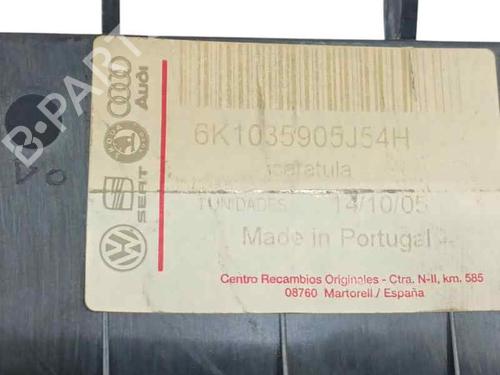 B-PARTS
Audi
SKODA
SEAT
6K1035905J54H
caratula
1 UNIDADES 14/10/05
Made in Portugal
Centro Recambios Originales - Ctra. N-II, km. 585
08760 Martorell / España